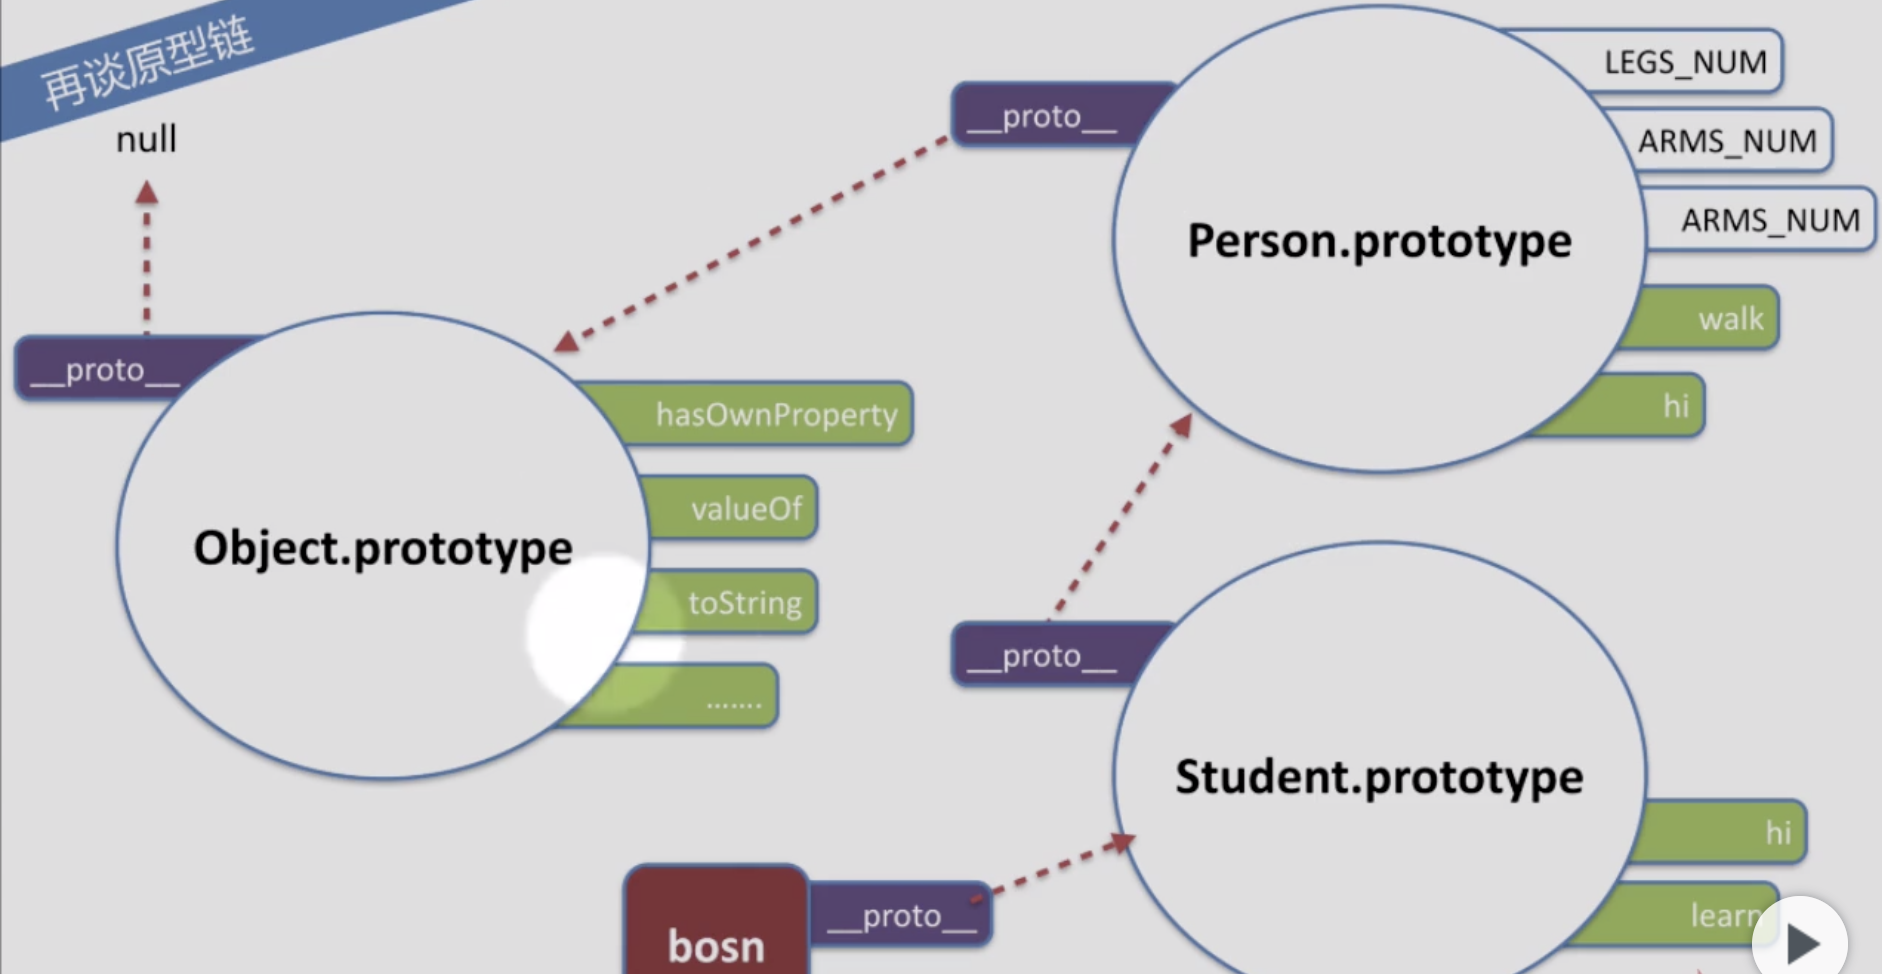 再谈原型链
null
__proto__
Object.prototype
hasOwnProperty
valueOf
toString
.......
__proto__
Person.prototype
LEGS_NUM
ARMS_NUM
ARMS_NUM
walk
hi
__proto__
Student.prototype
hi
learn
bosn
__proto__